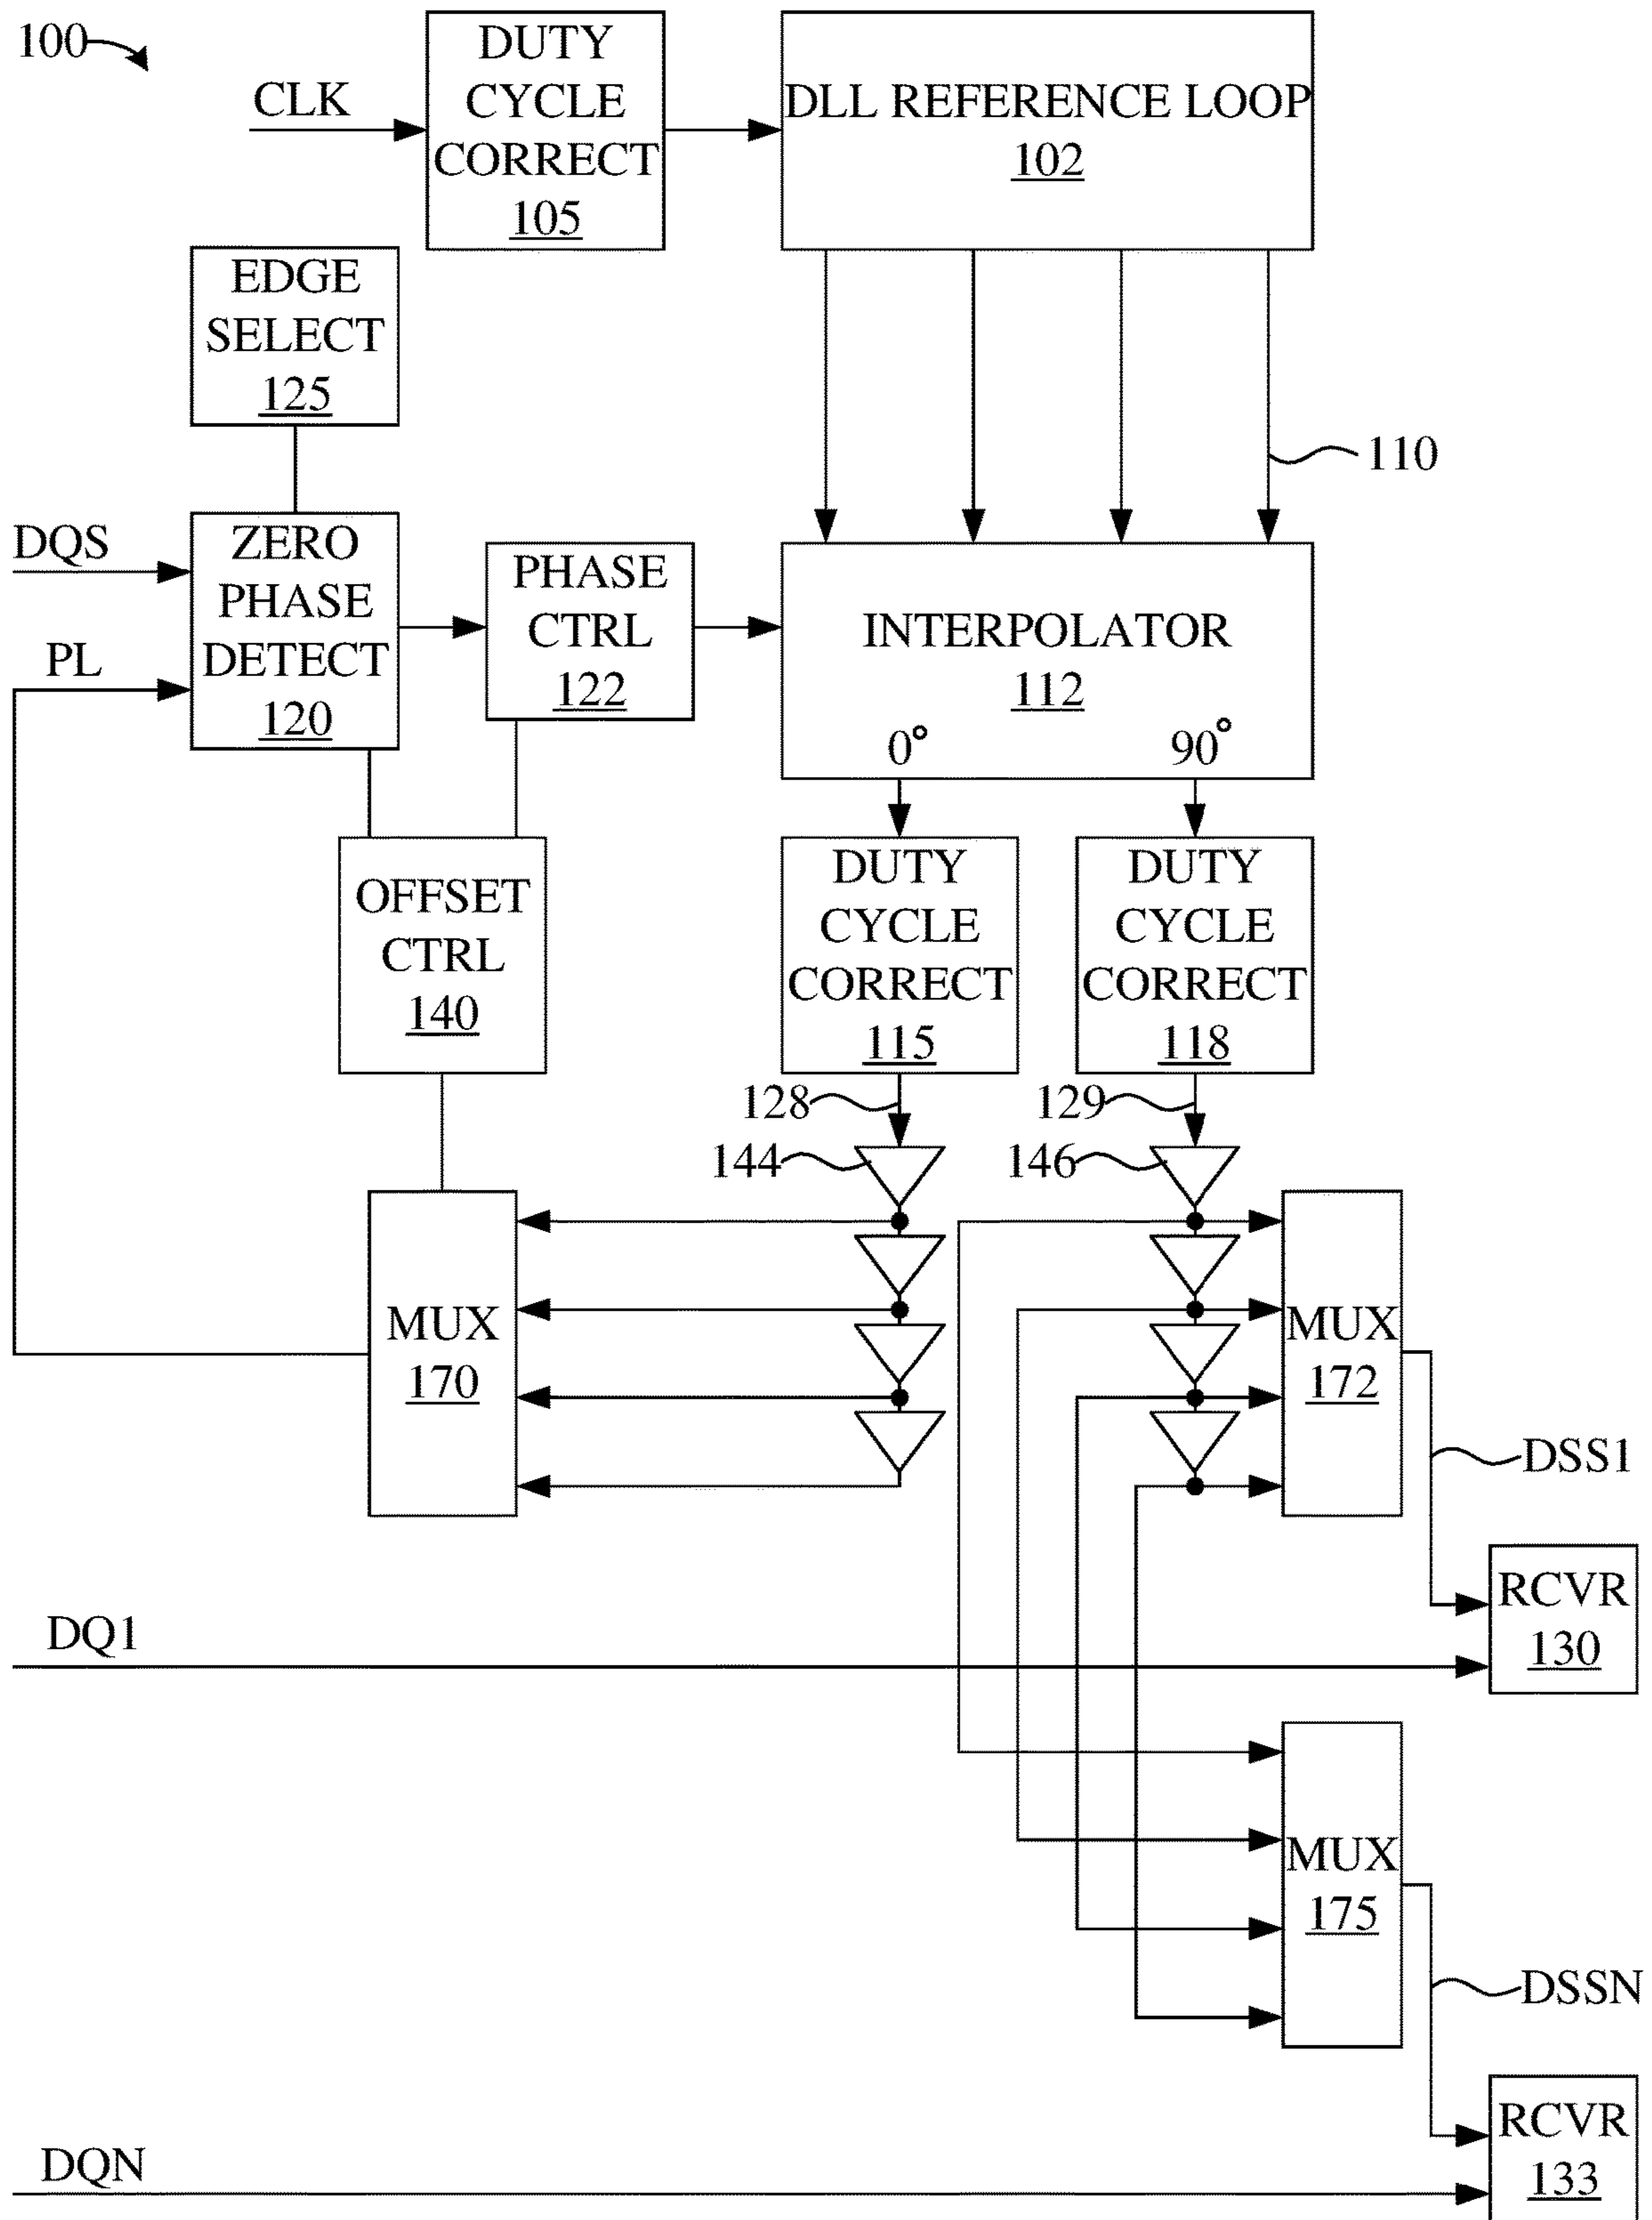 100
CLK
DUTY
CYCLE
CORRECT
105
DLL REFERENCE LOOP
102
EDGE
SELECT
125
110
DQS
PL
ZERO
PHASE
DETECT
120
PHASE
CTRL
122
INTERPOLATOR
112
0° 90°
OFFSET
CTRL
140
DUTY
CYCLE
CORRECT
115
DUTY
CYCLE
CORRECT
118
128
129
144
146
MUX
170
MUX
172
DSS1
RCVR
130
DQ1
MUX
175
DSSN
RCVR
133
DQN